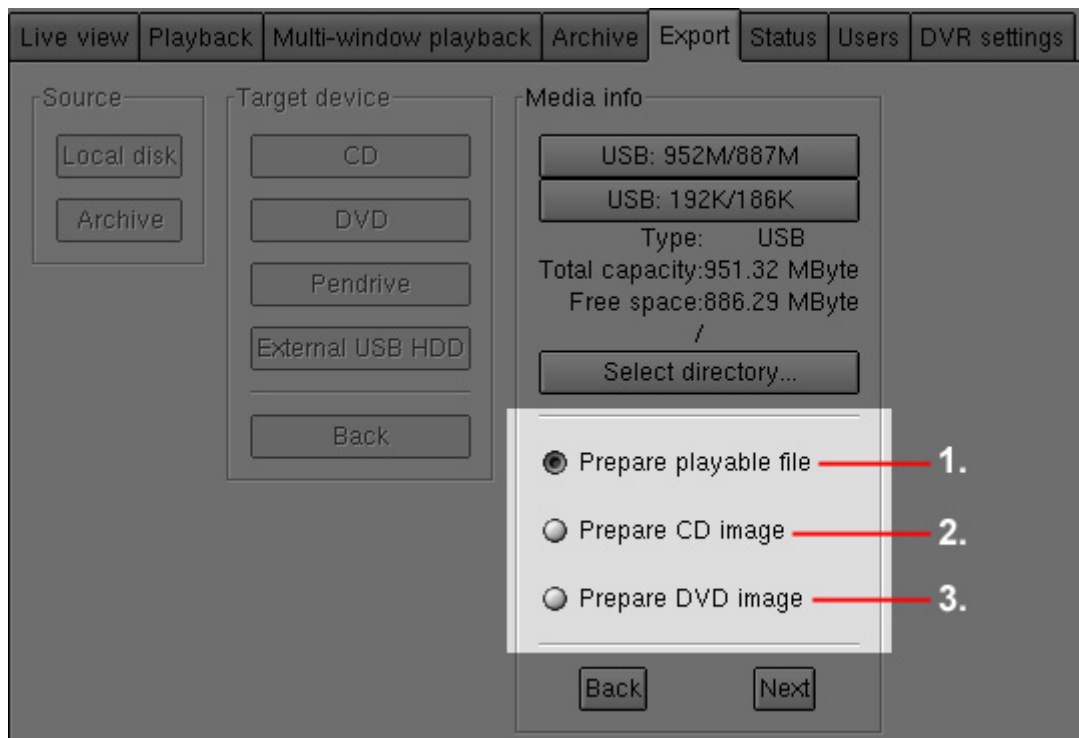 Live view Playback Multi-window playback Archive Export Status Users DVR settings
Source
Local disk
Archive
Target device
CD
DVD
Pendrive
External USB HDD
Back
Media info
USB: 952M/887M
USB: 192K/186K
Type: USB
Total capacity:951.32 MByte
Free space:886.29 MByte
/
Select directory...
Prepare playable file 1.
Prepare CD image 2.
Prepare DVD image 3.
Back Next